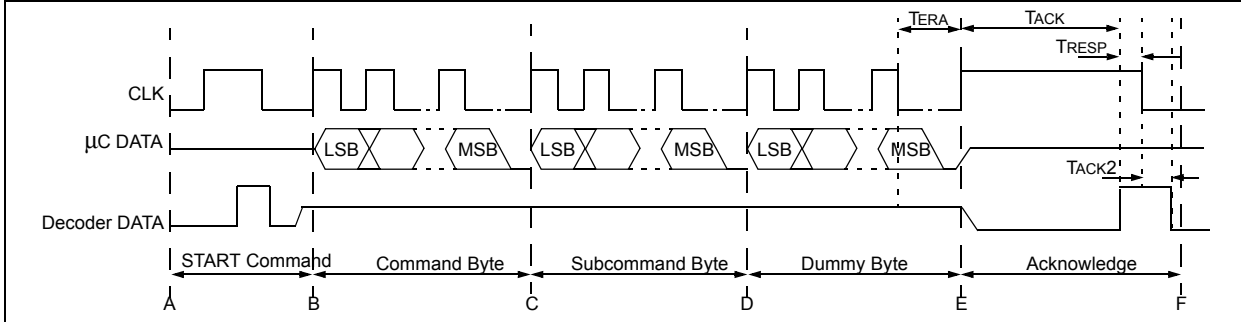 TERA
TACK
TRESP
CLK
µC DATA
LSB
MSB
LSB
MSB
LSB
MSB
TACK2
Decoder DATA
START Command
Command Byte
Subcommand Byte
Dummy Byte
Acknowledge
A
B
C
D
E
F